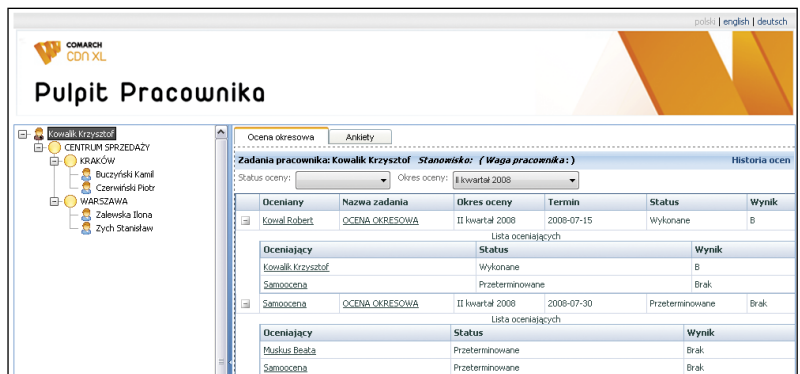 polski | english | deutsch
COMARCH
CDN XL
Pulpit Pracownika
Kowalik Krzysztof
CENTRUM SPRZEDAŻY
KRAKÓW
Buczyński Kamil
Czerwiński Piotr
WARSZAWA
Zalewska Ilona
Zych Stanisław
Ocena okresowa Ankiety
Zadania pracownika: Kowalik Krzysztof Stanowisko: ( Waga pracownika: ) Historia ocen
Status oceny: Okres oceny: II kwartał 2008
Oceniany Nazwa zadania Okres oceny Termin Status Wynik
Kowal Robert OCENA OKRESOWA II kwartał 2008 2008-07-15 Wykonane B
Lista oceniających
Oceniający Status Wynik
Kowalik Krzysztof Wykonane B
Samoocena Przeterminowane Brak
Samoocena OCENA OKRESOWA II kwartał 2008 2008-07-30 Przeterminowane Brak
Lista oceniających
Oceniający Status Wynik
Muskus Beata Przeterminowane Brak
Samoocena Przeterminowane Brak